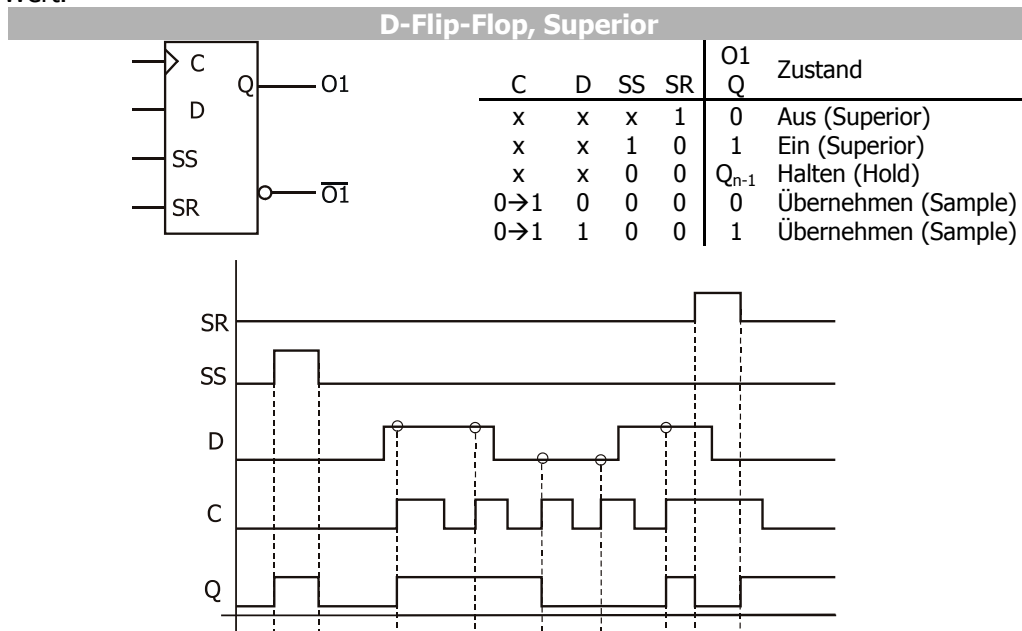 D-Flip-Flop, Superior
C
Q
O1
D
SS
O1
SR
O1
C D SS SR Q Zustand
x x x 1 0 Aus (Superior)
x x 1 0 1 Ein (Superior)
x x 0 0 Qn-1 Halten (Hold)
0→1 0 0 0 0 Übernehmen (Sample)
0→1 1 0 0 1 Übernehmen (Sample)
SR
SS
D
C
Q